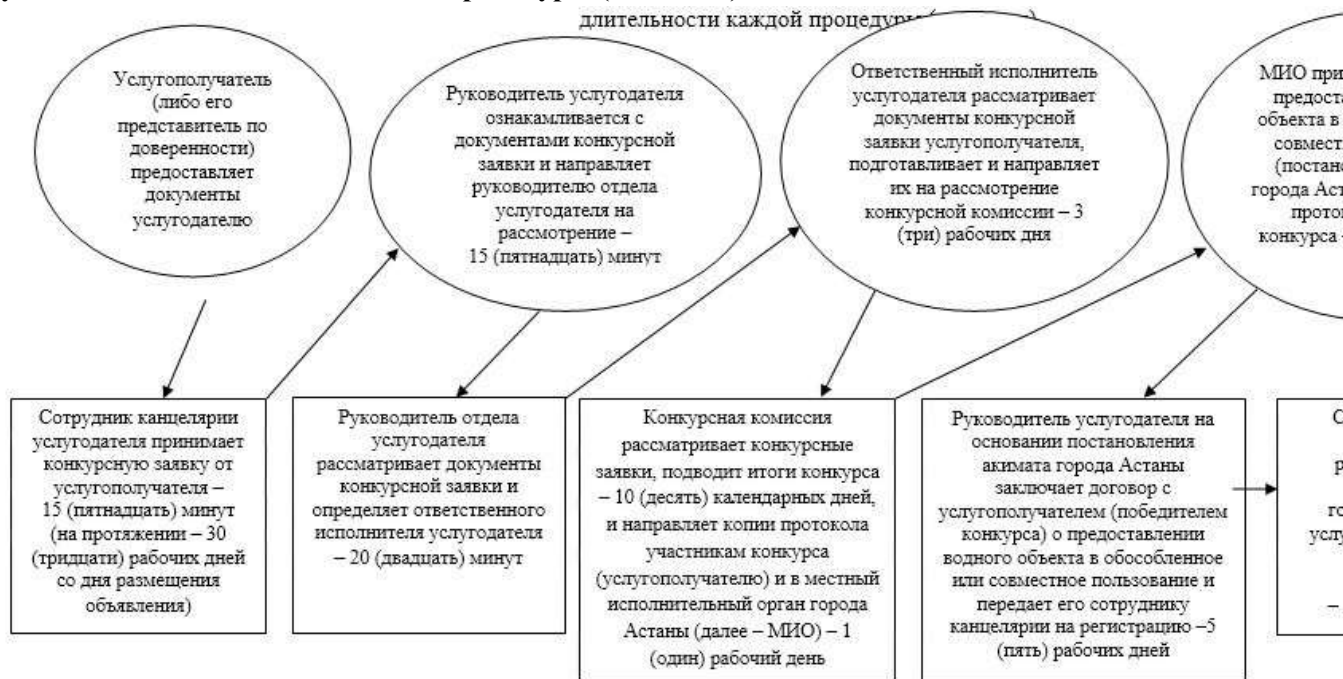 длительности каждой процедуры
Услугополучатель
(либо его
представитель по
доверенности)
предоставляет
документы
услугодателю
Руководитель услугодателя
ознакамливается с
документами конкурсной
заявки и направляет
руководителю отдела
услугодателя на
рассмотрение –
15 (пятнадцать) минут
Ответственный исполнитель
услугодателя рассматривает
документы конкурсной
заявки услугополучателя,
подготавливает и направляет
их на рассмотрение
конкурсной комиссии – 3
(три) рабочих дня
МИО
объекта в
города
конкурса –
Сотрудник канцелярии
услугодателя принимает
конкурсную заявку от
услугополучателя –
15 (пятнадцать) минут
(на протяжении – 30
(тридцати) рабочих дней
со дня размещения
объявления)
Руководитель отдела
услугодателя
рассматривает документы
конкурсной заявки и
определяет ответственного
исполнителя услугодателя
– 20 (двадцать) минут
Конкурсная комиссия
рассматривает конкурсные
заявки, подводит итоги конкурса
– 10 (десять) календарных дней,
и направляет копии протокола
участникам конкурса
(услугополучателю) и в местный
исполнительный орган города
Астаны (далее – МИО) – 1
(один) рабочий день
Руководитель услугодателя на
основании постановления
акимата города Астаны
заключает договор с
услугополучателем (победителем
конкурса) о предоставлении
водного объекта в обособленное
или совместное пользование и
передает его сотруднику
канцелярии на регистрацию –5
(пять) рабочих дней